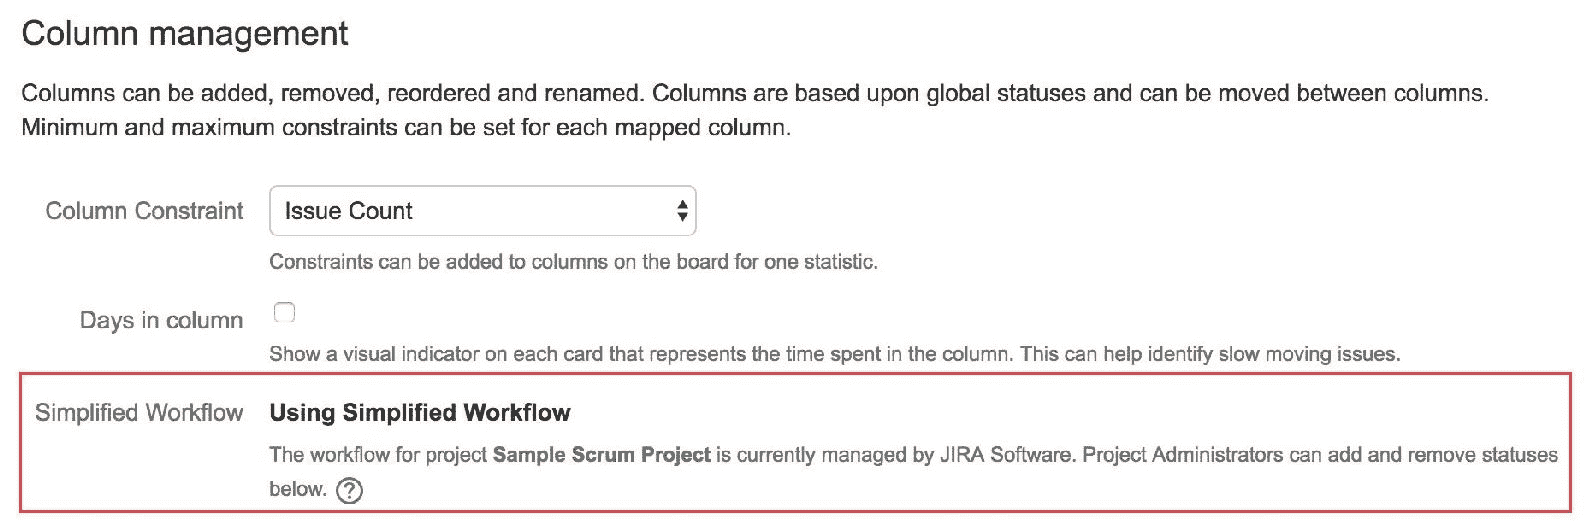 Column management
Columns can be added, removed, reordered and renamed. Columns are based upon global statuses and can be moved between columns.
Minimum and maximum constraints can be set for each mapped column.
Column Constraint
Issue Count
Constraints can be added to columns on the board for one statistic.
Days in column
Show a visual indicator on each card that represents the time spent in the column. This can help identify slow moving issues.
Simplified Workflow
Using Simplified Workflow
The workflow for project Sample Scrum Project is currently managed by JIRA Software. Project Administrators can add and remove statuses
below. ?